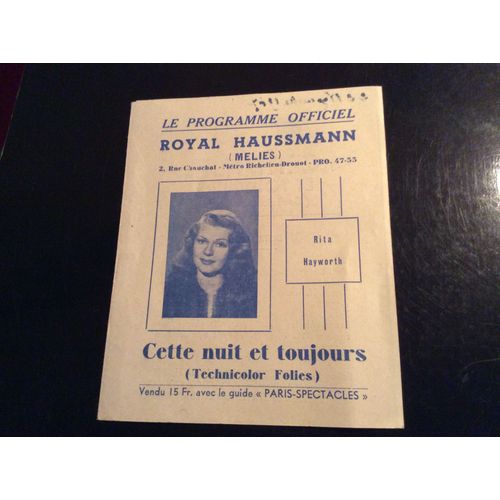 LE PROGRAMME OFFICIEL
ROYAL HAUSSMANN
(MELIES)
2, Rue Chauchat - Métro Richelieu-Drouot - PRO. 47-55
Rita
Hayworth
Cette nuit et toujours
(Technicolor Folies)
Vendu 15 Fr. avec le guide « PARIS-SPECTACLES »